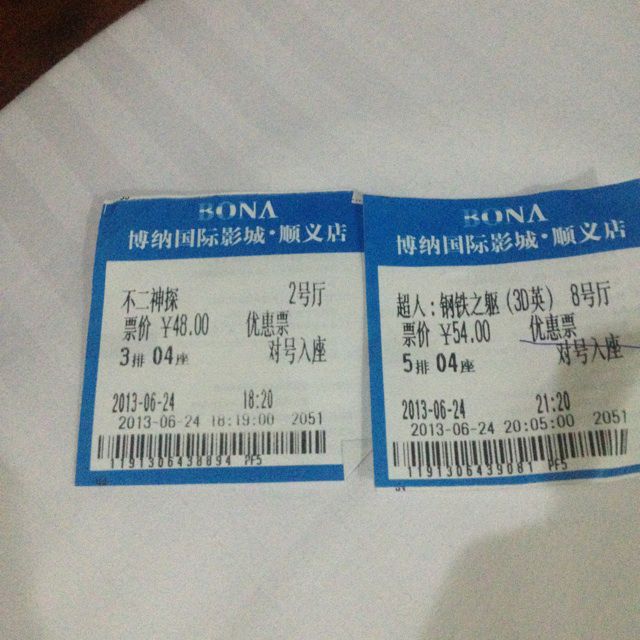 BONA
博纳国际影城·顺义店
不二神探 2号厅
票价 ¥48.00 优惠票
3排 04座 对号入座
2013-06-24 18:20
2013-06-24 18:19:00 2051
1191306438094 PF5
BONA
博纳国际影城·顺义店
超人：钢铁之躯(3D英) 8号厅
票价 ¥54.00 优惠票
5排 04座 对号入座
2013-06-24 21:20
2013-06-24 20:05:00 2051
1191306439881 PF5